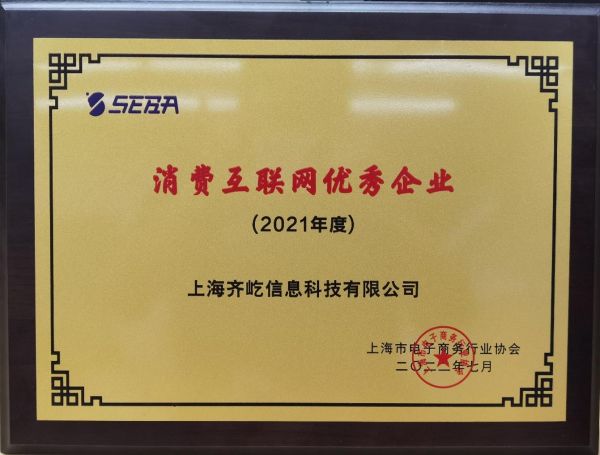 SEBA
消费互联网优秀企业
(2021年度)
上海齐屹信息科技有限公司
上海市电子商务行业协会
二〇二二年七月